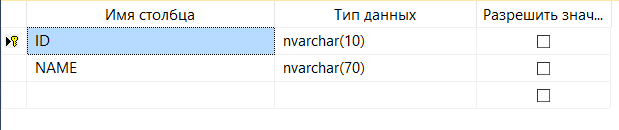 Имя столбца Тип данных Разрешить знач...
ID nvarchar(10)
NAME nvarchar(70)